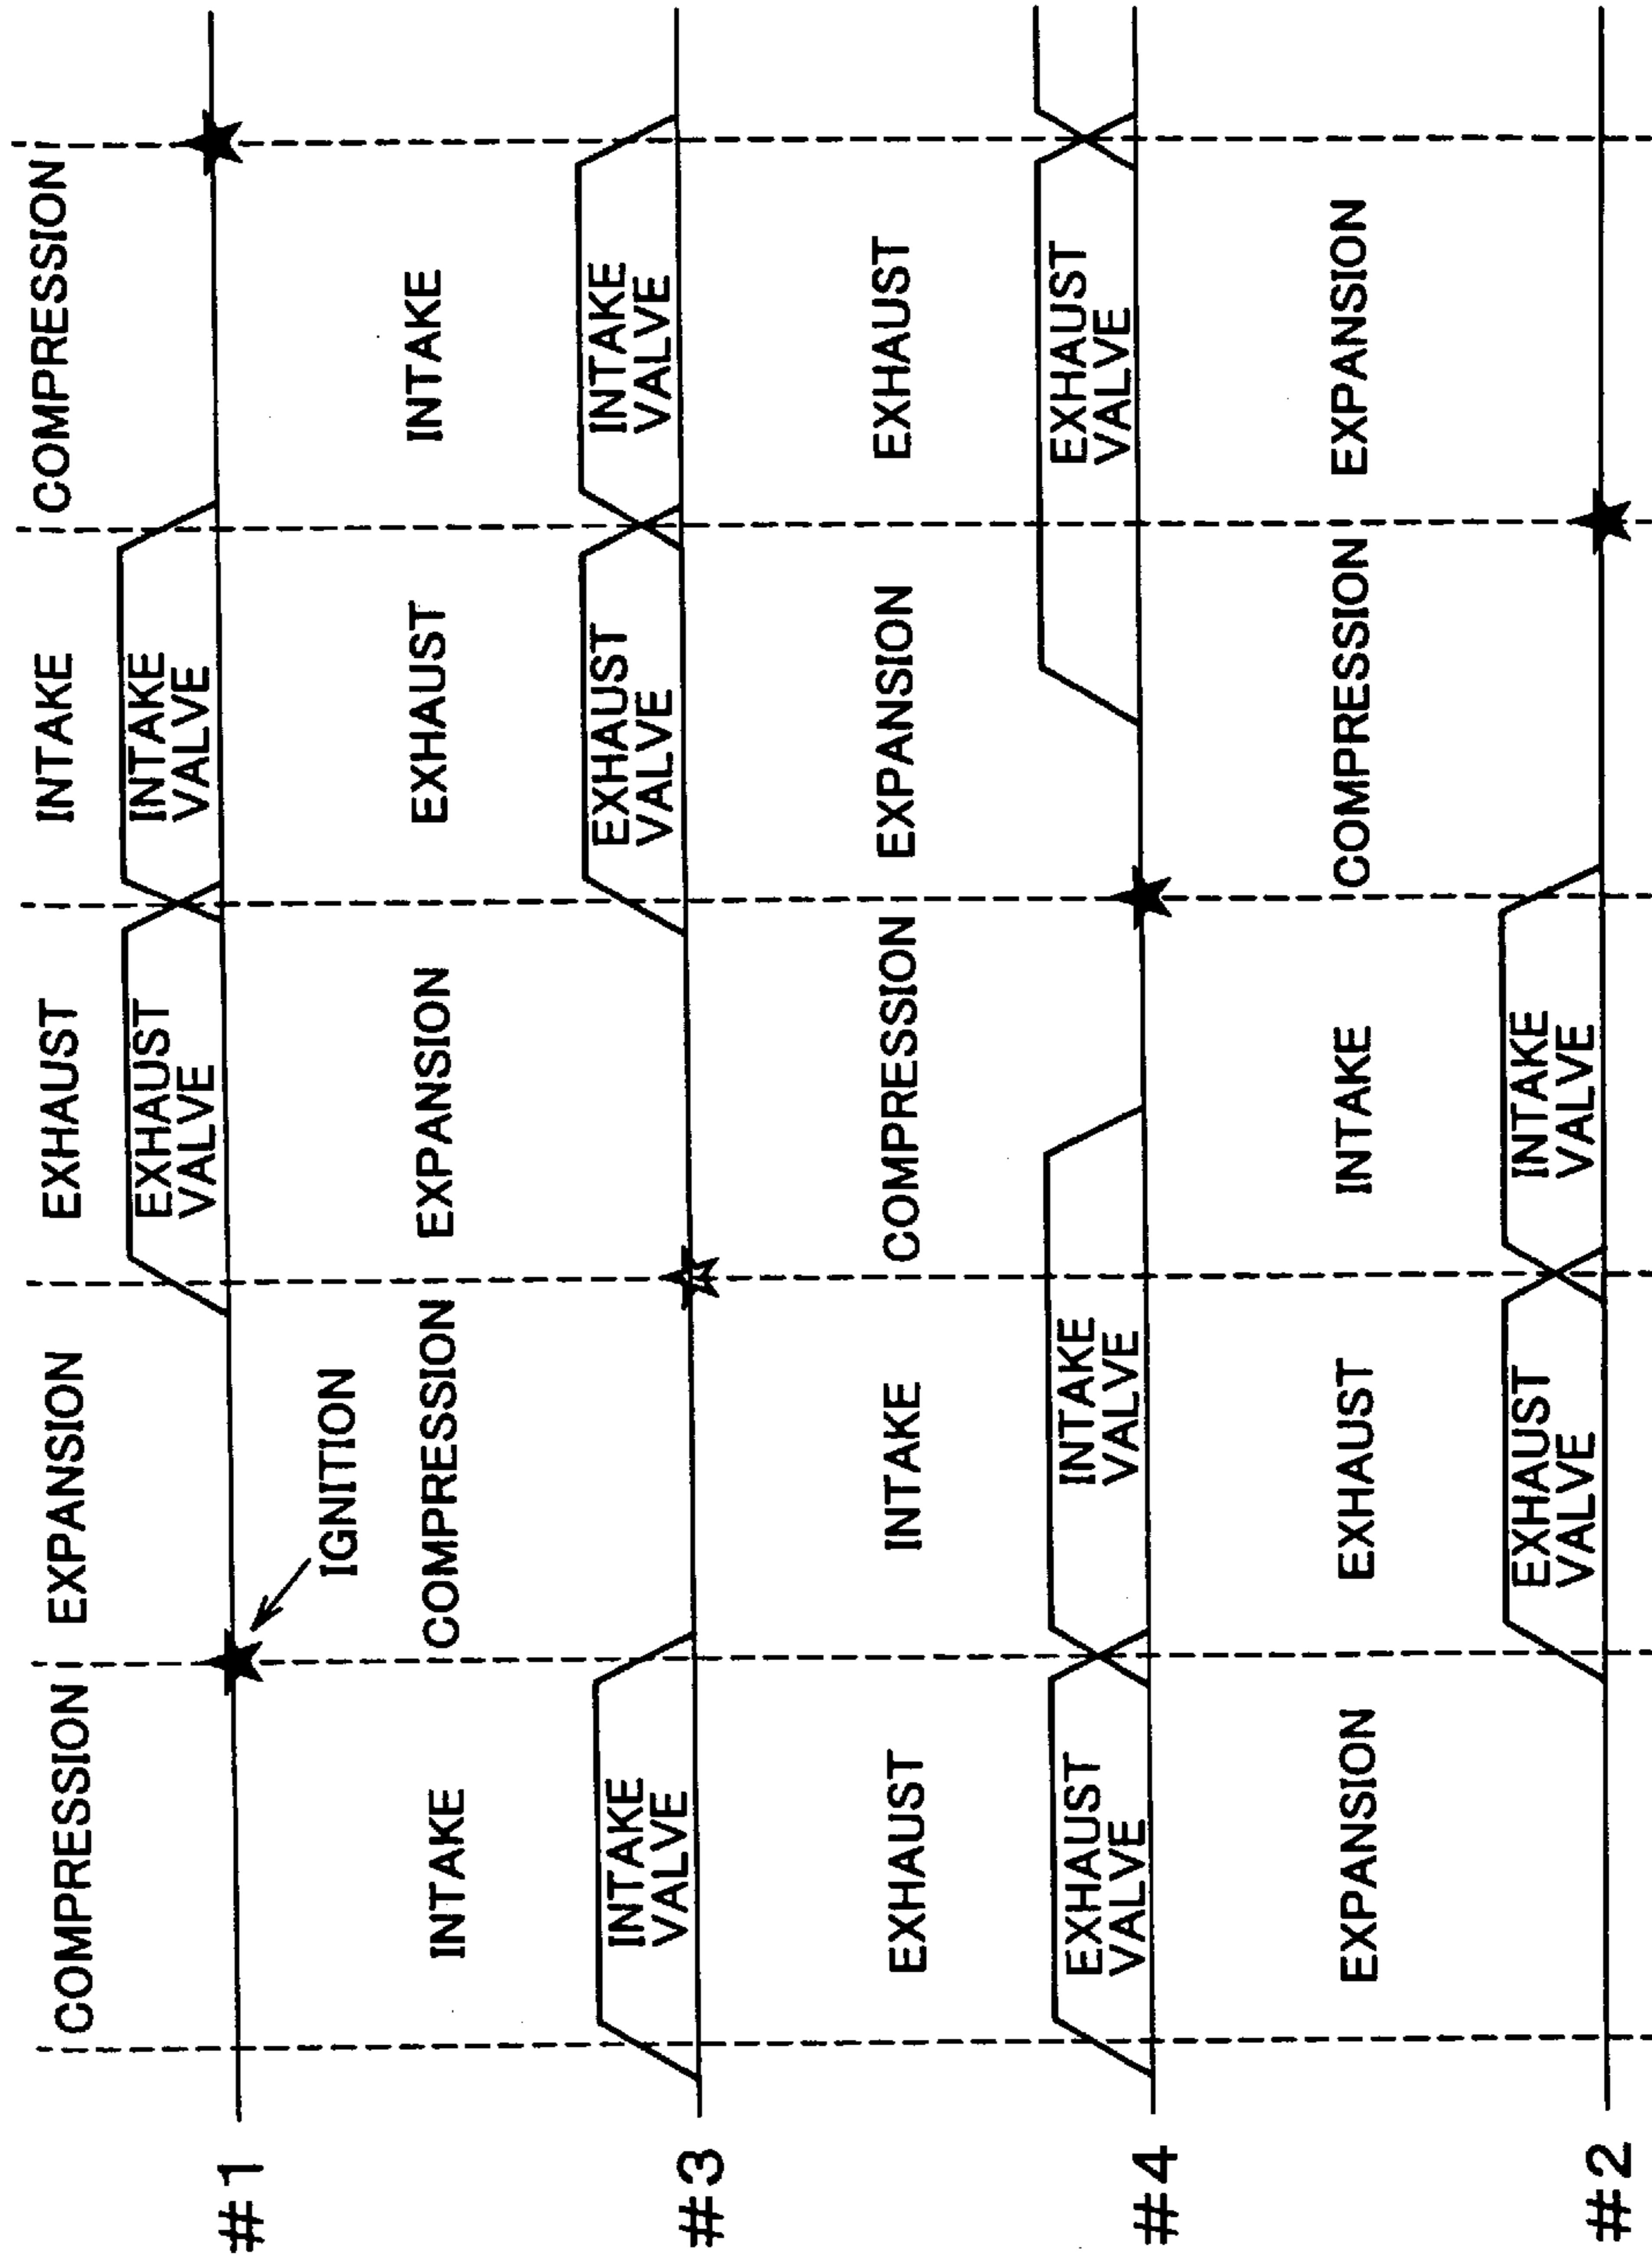 COMPRESSION
EXPANSION
EXHAUST
INTAKE
COMPRESSION
EXHAUST
VALVE
INTAKE
VALVE
#1
IGNITION
INTAKE
COMPRESSION
EXPANSION
EXHAUST
INTAKE
INTAKE
VALVE
EXHAUST
VALVE
INTAKE
VALVE
#3
EXHAUST
INTAKE
COMPRESSION
EXPANSION
EXHAUST
EXHAUST
VALVE
INTAKE
VALVE
EXHAUST
VALVE
#4
EXPANSION
EXHAUST
INTAKE
COMPRESSION
EXPANSION
EXHAUST
VALVE
INTAKE
VALVE
#2